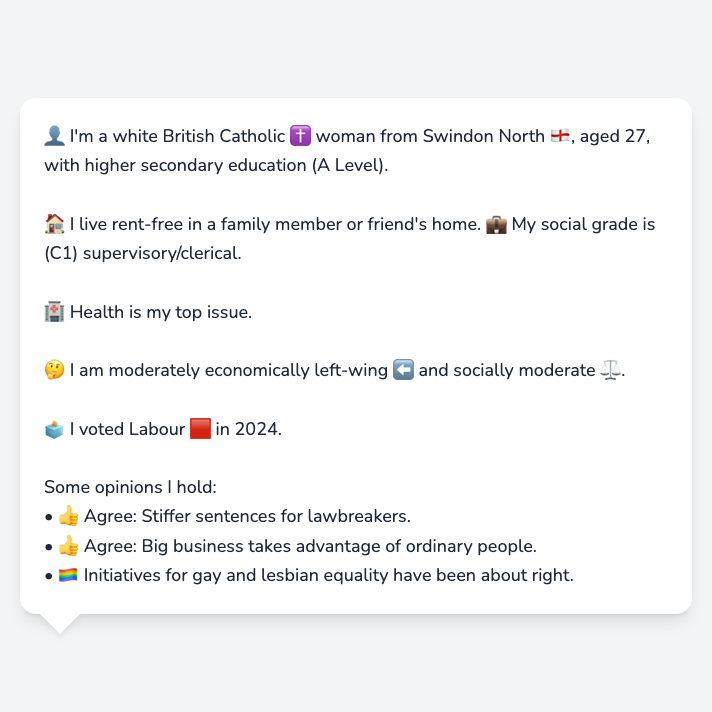 👤 I'm a white British Catholic ✝️ woman from Swindon North 🏴󠁧󠁢󠁥󠁮󠁧󠁿, aged 27,
with higher secondary education (A Level).
🏠 I live rent-free in a family member or friend's home. 💼 My social grade is
(C1) supervisory/clerical.
🏥 Health is my top issue.
🤔 I am moderately economically left-wing ⬅️ and socially moderate ⚖️.
🗳️ I voted Labour 🟥 in 2024.
Some opinions I hold:
• 👍 Agree: Stiffer sentences for lawbreakers.
• 👍 Agree: Big business takes advantage of ordinary people.
• 🏳️‍🌈 Initiatives for gay and lesbian equality have been about right.